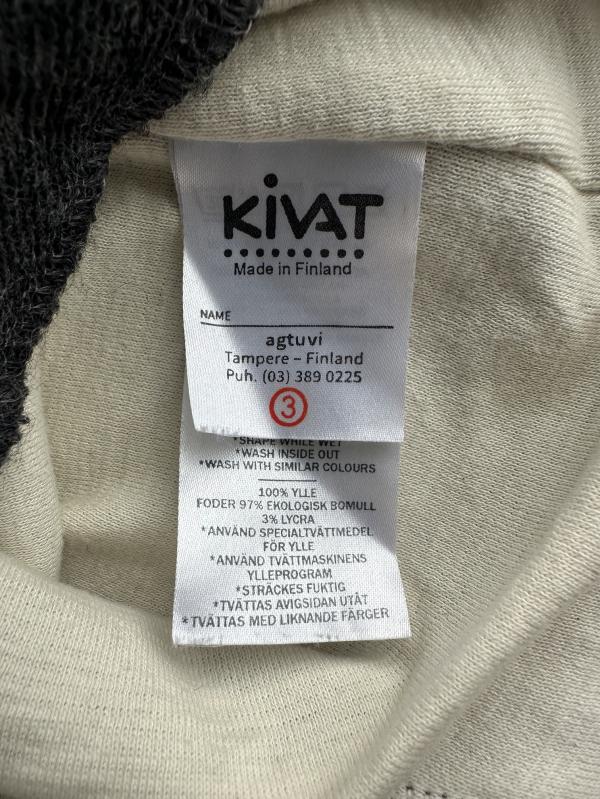 KiVAT
Made in Finland
NAME
agtuvi
Tampere – Finland
Puh. (03) 389 0225
3
*SHAPE WHILE WET
*WASH INSIDE OUT
*WASH WITH SIMILAR COLOURS
100% YLLE
FODER 97% EKOLOGISK BOMULL
3% LYCRA
*ANVÄND SPECIALTVÄTTMEDEL
FÖR YLLE
*ANVÄND TVÄTTMASKINENS
YLLEPROGRAM
*STRÄCKES FUKTIG
*TVÄTTAS AVIGSIDAN UTÅT
*TVÄTTAS MED LIKNANDE FÄRGER